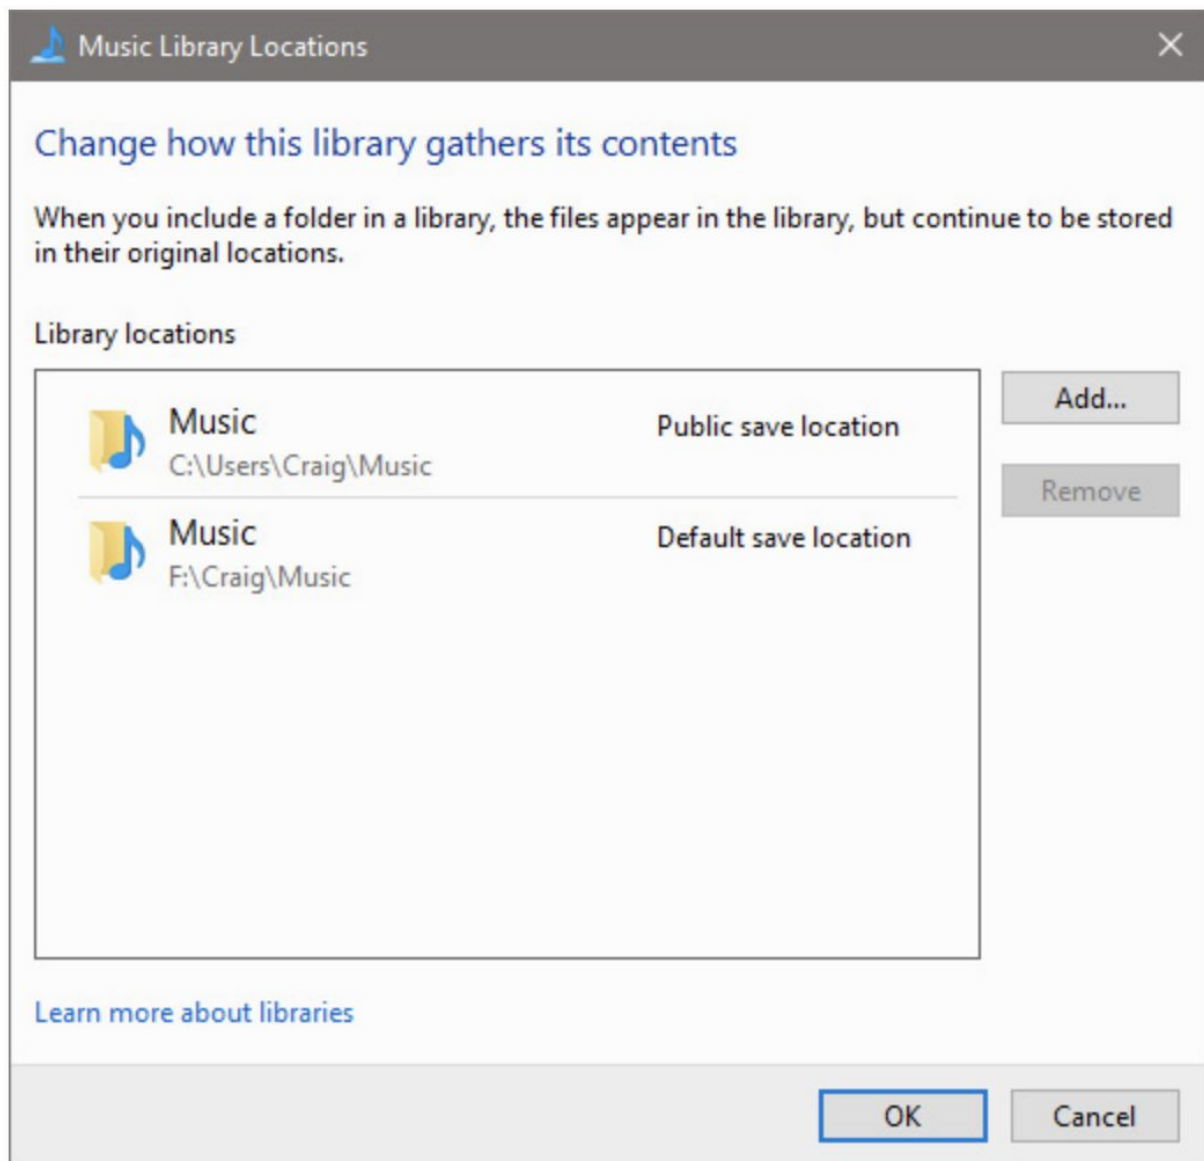 Music Library Locations
Change how this library gathers its contents
When you include a folder in a library, the files appear in the library, but continue to be stored
in their original locations.
Library locations
Music
Public save location
C:\Users\Craig\Music
Music
Default save location
F:\Craig\Music
Add...
Remove
Learn more about libraries
OK
Cancel